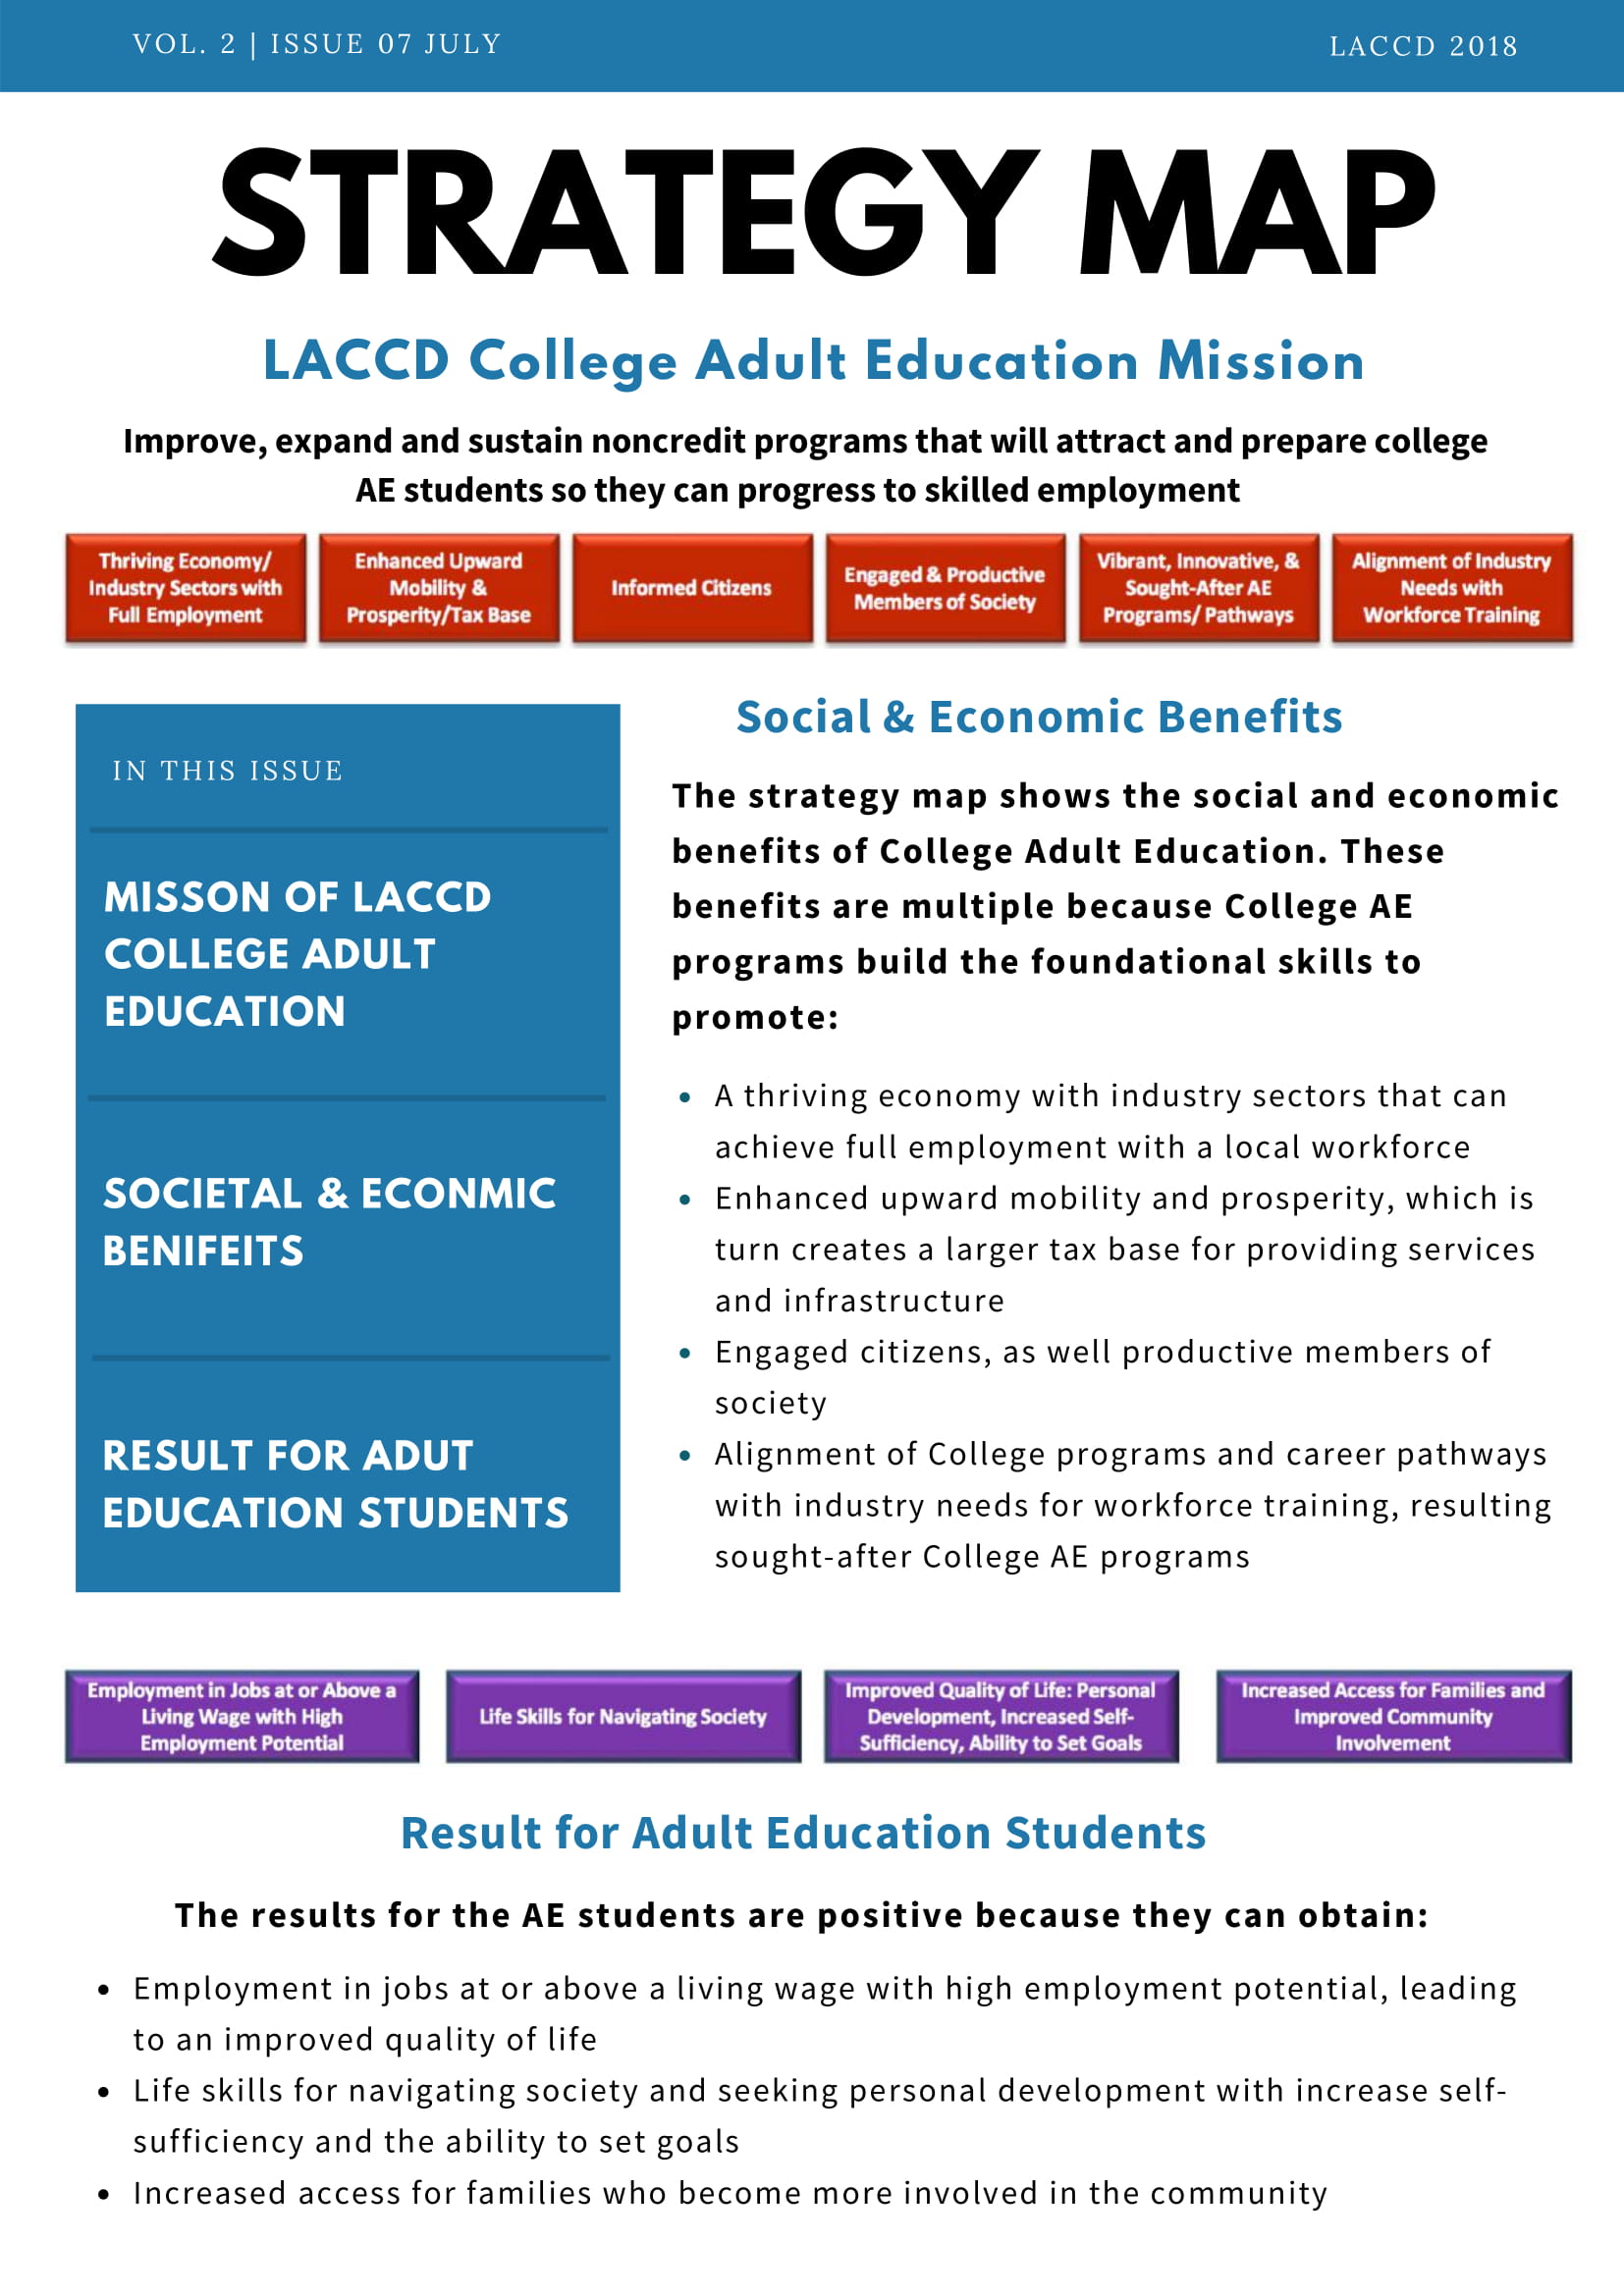 VOL. 2 | ISSUE 07 JULY
LACCD 2018
STRATEGY MAP
LACCD College Adult Education Mission
Improve, expand and sustain noncredit programs that will attract and prepare college
AE students so they can progress to skilled employment
Thriving Economy/
Industry Sectors with
Full Employment
Enhanced Upward
Mobility &
Prosperity/Tax Base
Informed Citizens
Engaged & Productive
Members of Society
Vibrant, Innovative, &
Sought-After AE
Programs/ Pathways
Alignment of Industry
Needs with
Workforce Training
IN THIS ISSUE
MISSON OF LACCD
COLLEGE ADULT
EDUCATION
SOCIETAL & ECONMIC
BENIFEITS
RESULT FOR ADUT
EDUCATION STUDENTS
Social & Economic Benefits
The strategy map shows the social and economic
benefits of College Adult Education. These
benefits are multiple because College AE
programs build the foundational skills to
promote:
• A thriving economy with industry sectors that can
achieve full employment with a local workforce
• Enhanced upward mobility and prosperity, which is
turn creates a larger tax base for providing services
and infrastructure
• Engaged citizens, as well productive members of
society
• Alignment of College programs and career pathways
with industry needs for workforce training, resulting
sought-after College AE programs
Employment in Jobs at or Above a
Living Wage with High
Employment Potential
Life Skills for Navigating Society
Improved Quality of Life: Personal
Development, Increased Self-
Sufficiency, Ability to Set Goals
Increased Access for Families and
Improved Community
Involvement
Result for Adult Education Students
The results for the AE students are positive because they can obtain:
• Employment in jobs at or above a living wage with high employment potential, leading
to an improved quality of life
• Life skills for navigating society and seeking personal development with increase self-
sufficiency and the ability to set goals
• Increased access for families who become more involved in the community